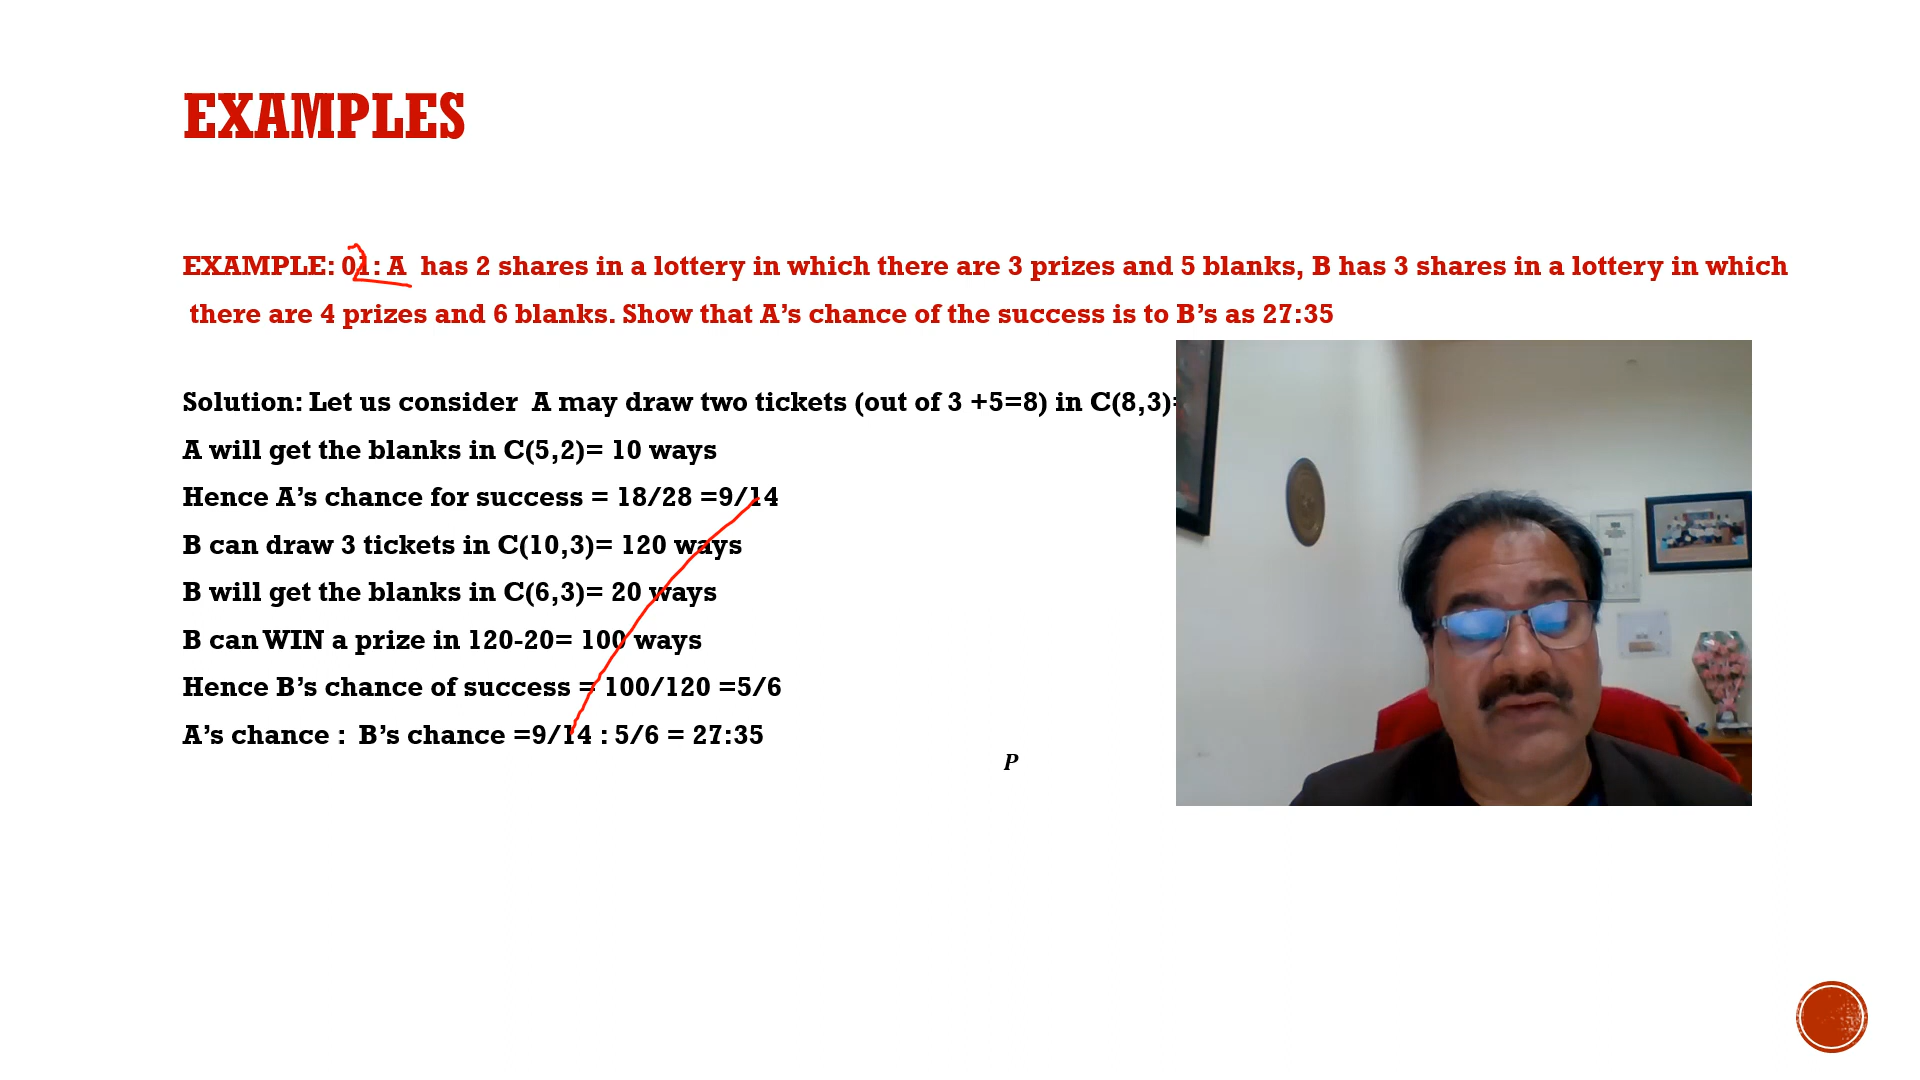 EXAMPLES
EXAMPLE: 01: A has 2 shares in a lottery in which there are 3 prizes and 5 blanks, B has 3 shares in a lottery in which
there are 4 prizes and 6 blanks. Show that A’s chance of the success is to B’s as 27:35
Solution: Let us consider A may draw two tickets (out of 3 +5=8) in C(8,3)=
A will get the blanks in C(5,2)= 10 ways
Hence A’s chance for success = 18/28 =9/14
B can draw 3 tickets in C(10,3)= 120 ways
B will get the blanks in C(6,3)= 20 ways
B can WIN a prize in 120-20= 100 ways
Hence B’s chance of success = 100/120 =5/6
A’s chance : B’s chance =9/14 : 5/6 = 27:35
P